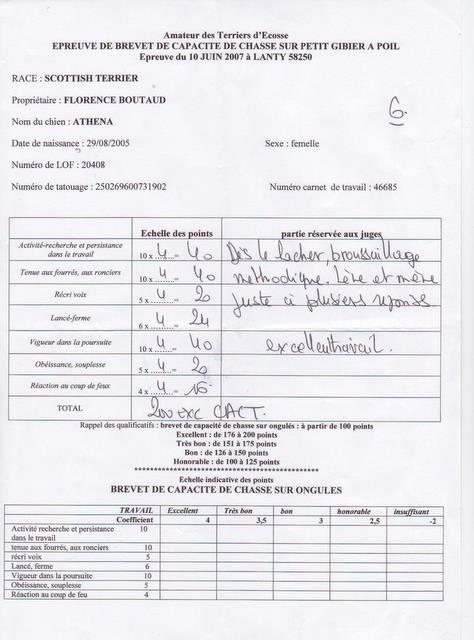 Amateur des Terriers d'Ecosse
EPREUVE DE BREVET DE CAPACITE DE CHASSE SUR PETIT GIBIER A POIL
Epreuve du 10 JUIN 2007 à LANTY 58250
RACE : SCOTTISH TERRIER
Propriétaire : FLORENCE BOUTAUD
6.
Nom du chien : ATHENA
Date de naissance : 29/08/2005 Sexe : femelle
Numéro de LOF : 20408
Numéro de tatouage : 250269600731902 Numéro carnet de travail : 46685
Echelle des points partie réservée aux juges
Activité-recherche et persistance dans le travail 10 x 4 = 40 Dès le lacher, broussaillage
Tenue aux fourrés, aux ronciers 10 x 4 = 40 méthodique. Lève et mène
Récri voix 5 x 4 = 20 juste à plusieurs reprises
Lancé-ferme 6 x 4 = 24
Vigueur dans la poursuite 10 x 4 = 40 excellent travail.
Obéissance, souplesse 5 x 4 = 20
Réaction au coup de feux 4 x 4 = 16
TOTAL 200 exc CACT.
Rappel des qualificatifs : brevet de capacité de chasse sur ongulés : à partir de 100 points
Excellent : de 176 à 200 points
Très bon : de 151 à 175 points
Bon : de 126 à 150 points
Honorable : de 100 à 125 points
**************************************************
Echelle indicative des points
BREVET DE CAPACITE DE CHASSE SUR ONGULES
TRAVAIL Excellent Très bon bon honorable insuffisant
Coefficient 4 3,5 3 2,5 -2
Activité recherche et persistance dans le travail 10
tenue aux fourrés, aux ronciers 10
récri voix 5
Lancé, ferme 6
Vigueur dans la poursuite 10
Obéissance, souplesse 5
Réaction au coup de feu 4